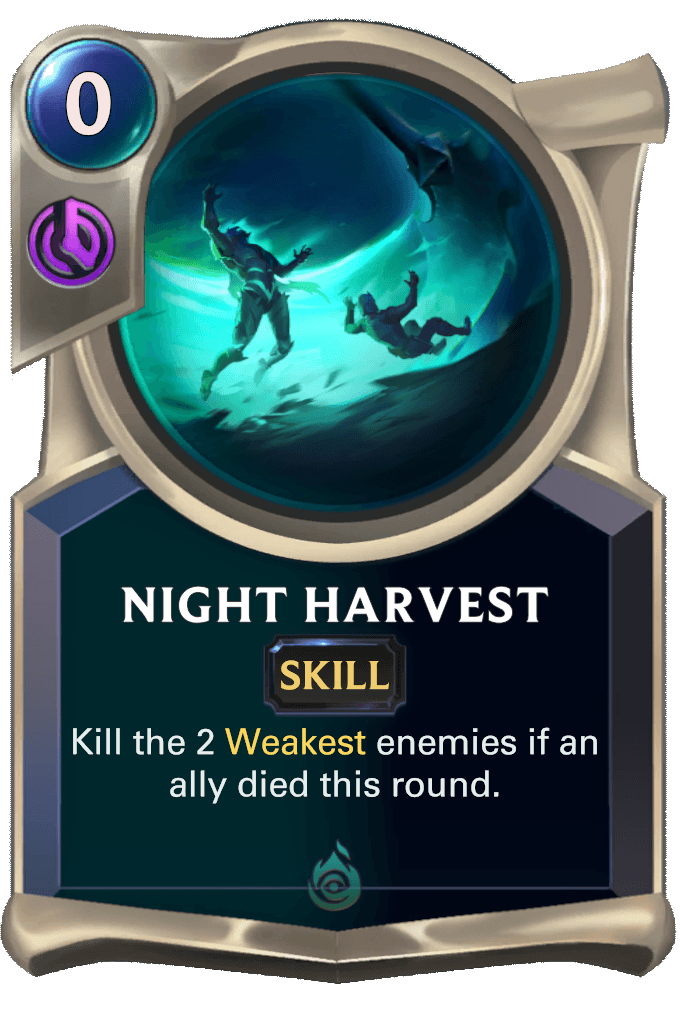 0
NIGHT HARVEST
SKILL
Kill the 2 Weakest enemies if an
ally died this round.